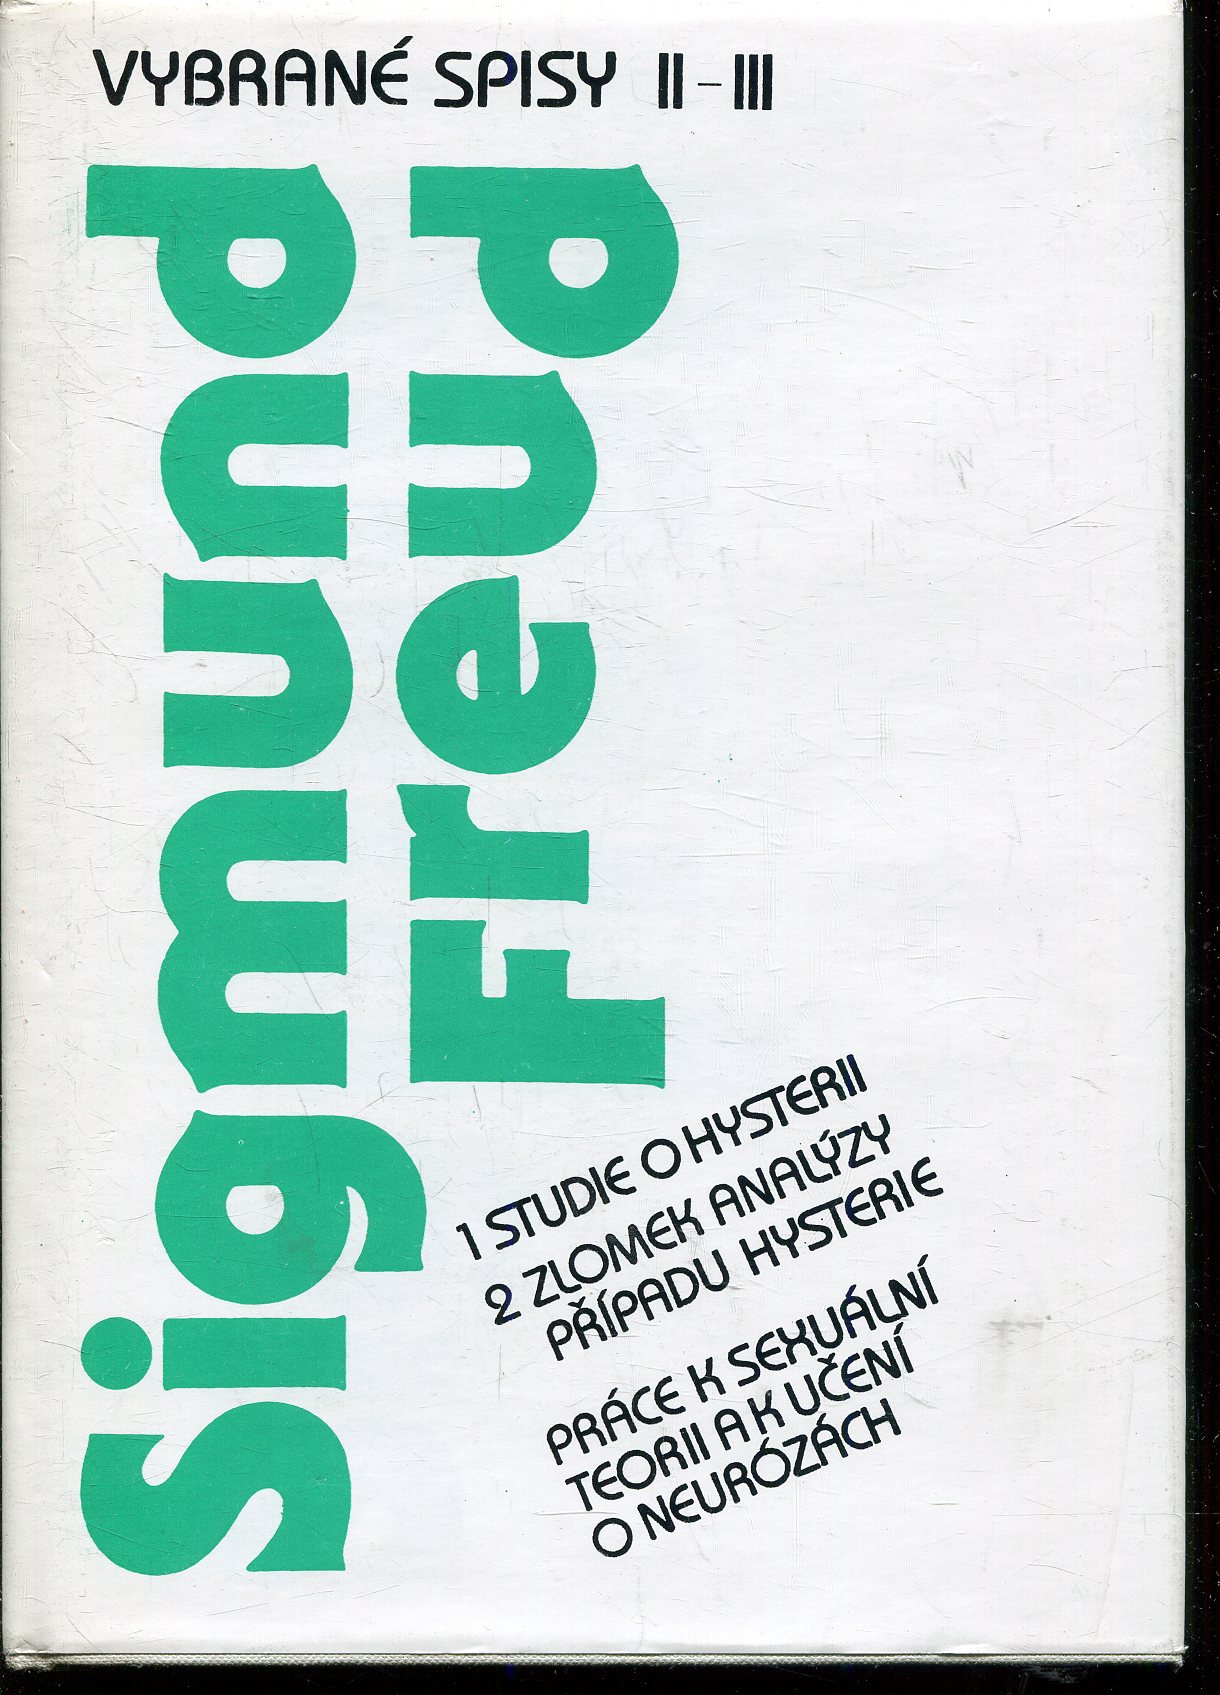 VYBRANÉ SPISY II–III
Sigmund
Freud
1 STUDIE O HYSTERII
2 ZLOMEK ANALÝZY
PŘÍPADU HYSTERIE
PRÁCE K SEXUÁLNÍ
TEORII A K UČENÍ
O NEURÓZÁCH